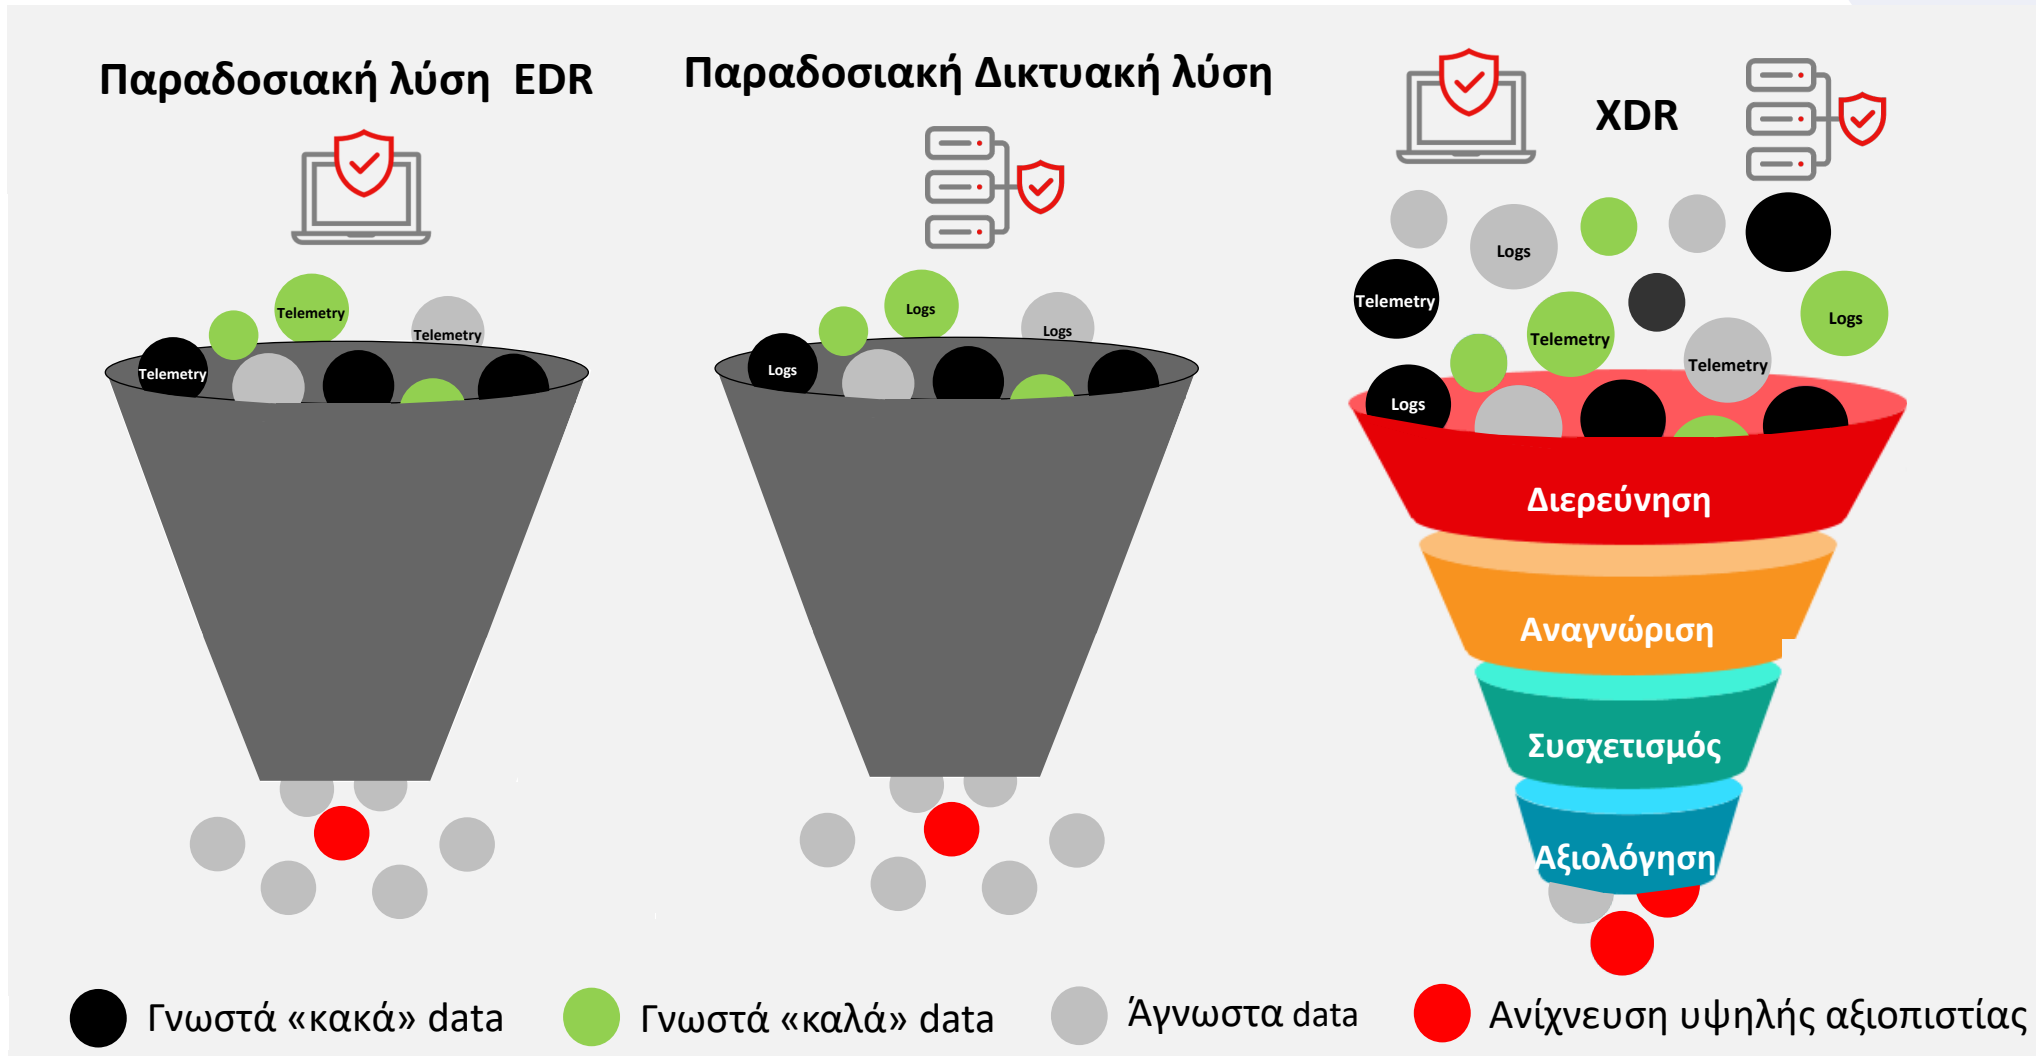 Παραδοσιακή λύση EDR
Telemetry
Telemetry
Telemetry
Παραδοσιακή Δικτυακή λύση
Logs
Logs
Logs
XDR
Logs
Telemetry
Logs
Telemetry
Telemetry
Logs
Διερεύνηση
Αναγνώριση
Συσχετισμός
Αξιολόγηση
Γνωστά «κακά» data
Γνωστά «καλά» data
Άγνωστα data
Ανίχνευση υψηλής αξιοπιστίας